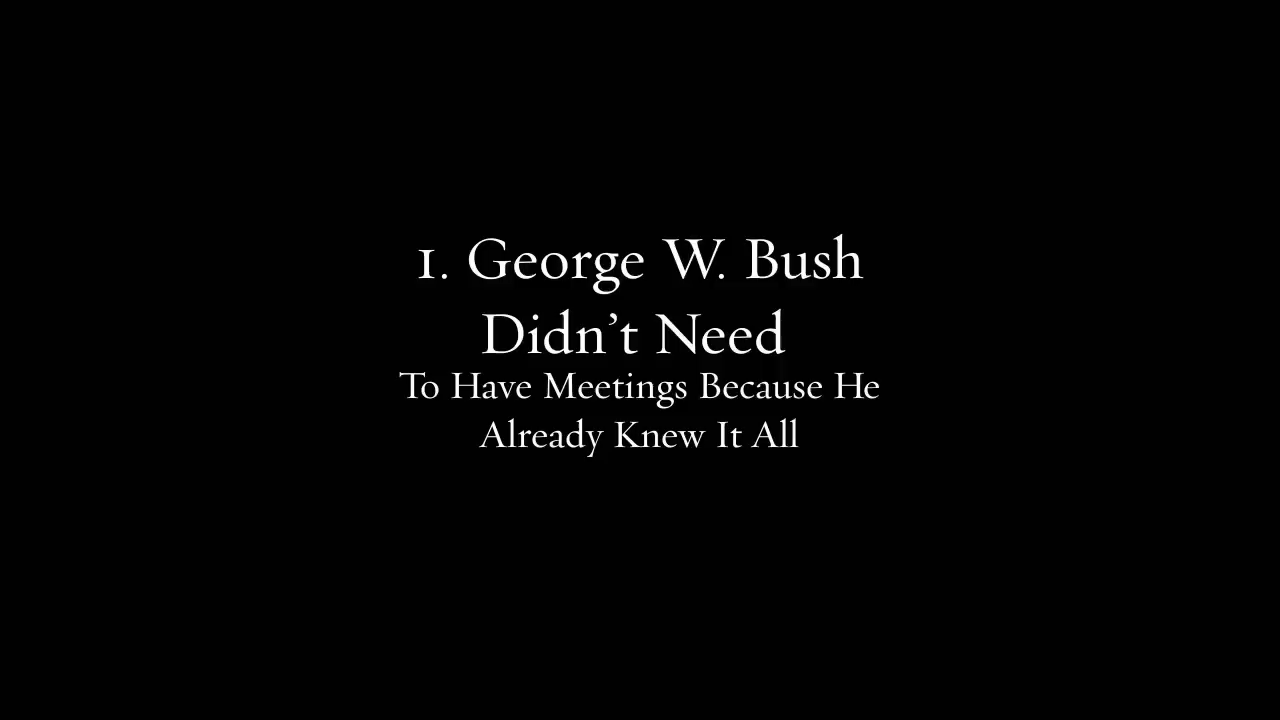 1. George W. Bush
Didn’t Need
To Have Meetings Because He
Already Knew It All